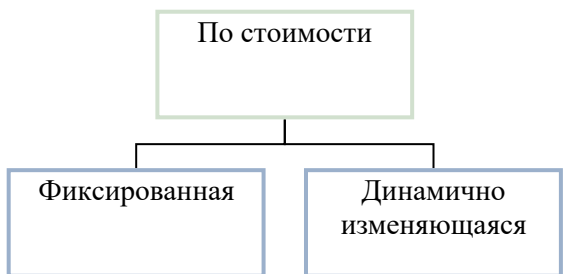 По стоимости
Фиксированная
Динамично
изменяющаяся